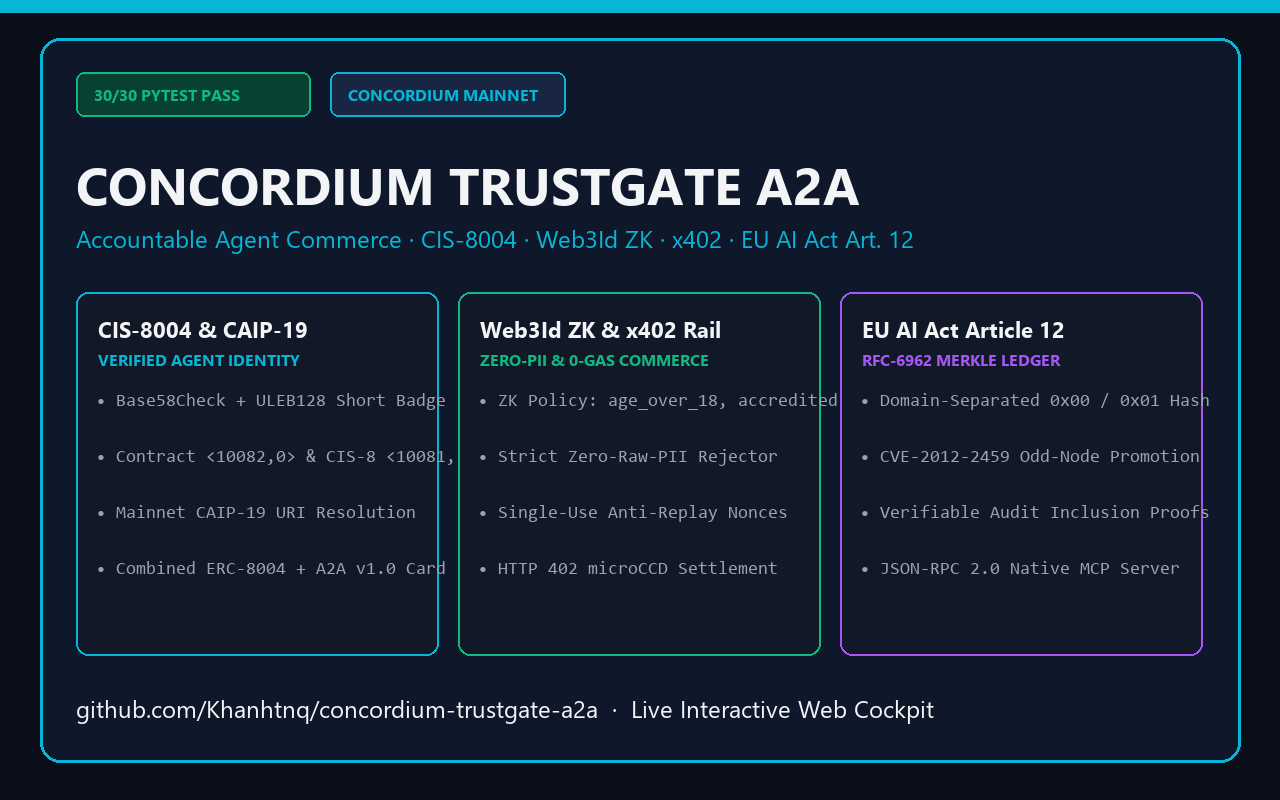 30/30 PYTEST PASS
CONCORDIUM MAINNET
CONCORDIUM TRUSTGATE A2A
Accountable Agent Commerce · CIS-8004 · Web3Id ZK · x402 · EU AI Act Art. 12
CIS-8004 & CAIP-19
VERIFIED AGENT IDENTITY
• Base58Check + ULEB128 Short Badge
• Contract <10082,0> & CIS-8 <10081,
• Mainnet CAIP-19 URI Resolution
• Combined ERC-8004 + A2A v1.0 Card
Web3Id ZK & x402 Rail
ZERO-PII & 0-GAS COMMERCE
• ZK Policy: age_over_18, accredited
• Strict Zero-Raw-PII Rejector
• Single-Use Anti-Replay Nonces
• HTTP 402 microCCD Settlement
EU AI Act Article 12
RFC-6962 MERKLE LEDGER
• Domain-Separated 0x00 / 0x01 Hash
• CVE-2012-2459 Odd-Node Promotion
• Verifiable Audit Inclusion Proofs
• JSON-RPC 2.0 Native MCP Server
github.com/Khanhtnq/concordium-trustgate-a2a · Live Interactive Web Cockpit